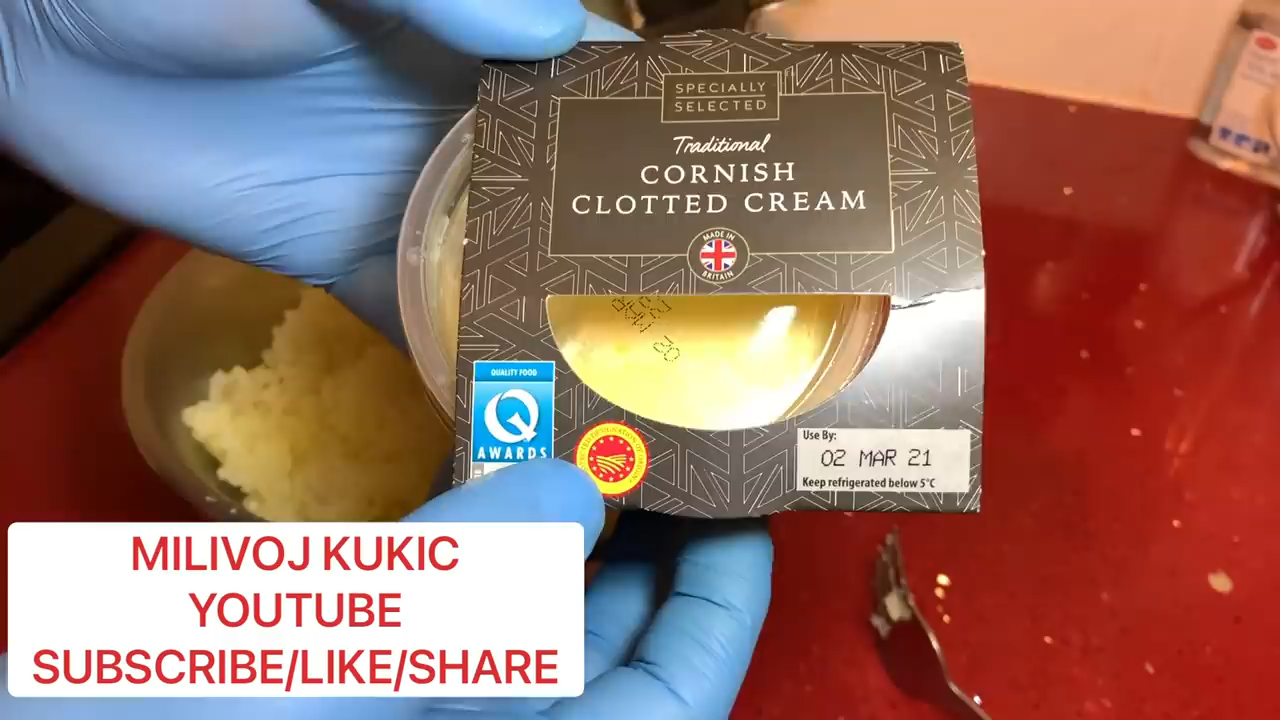 SPECIALLY
SELECTED
Traditional
CORNISH
CLOTTED CREAM
MADE IN
BRITAIN
QUALITY FOOD
Q
AWARDS
Use By:
02 MAR 21
Keep refrigerated below 5°C
MILIVOJ KUKIC
YOUTUBE
SUBSCRIBE/LIKE/SHARE